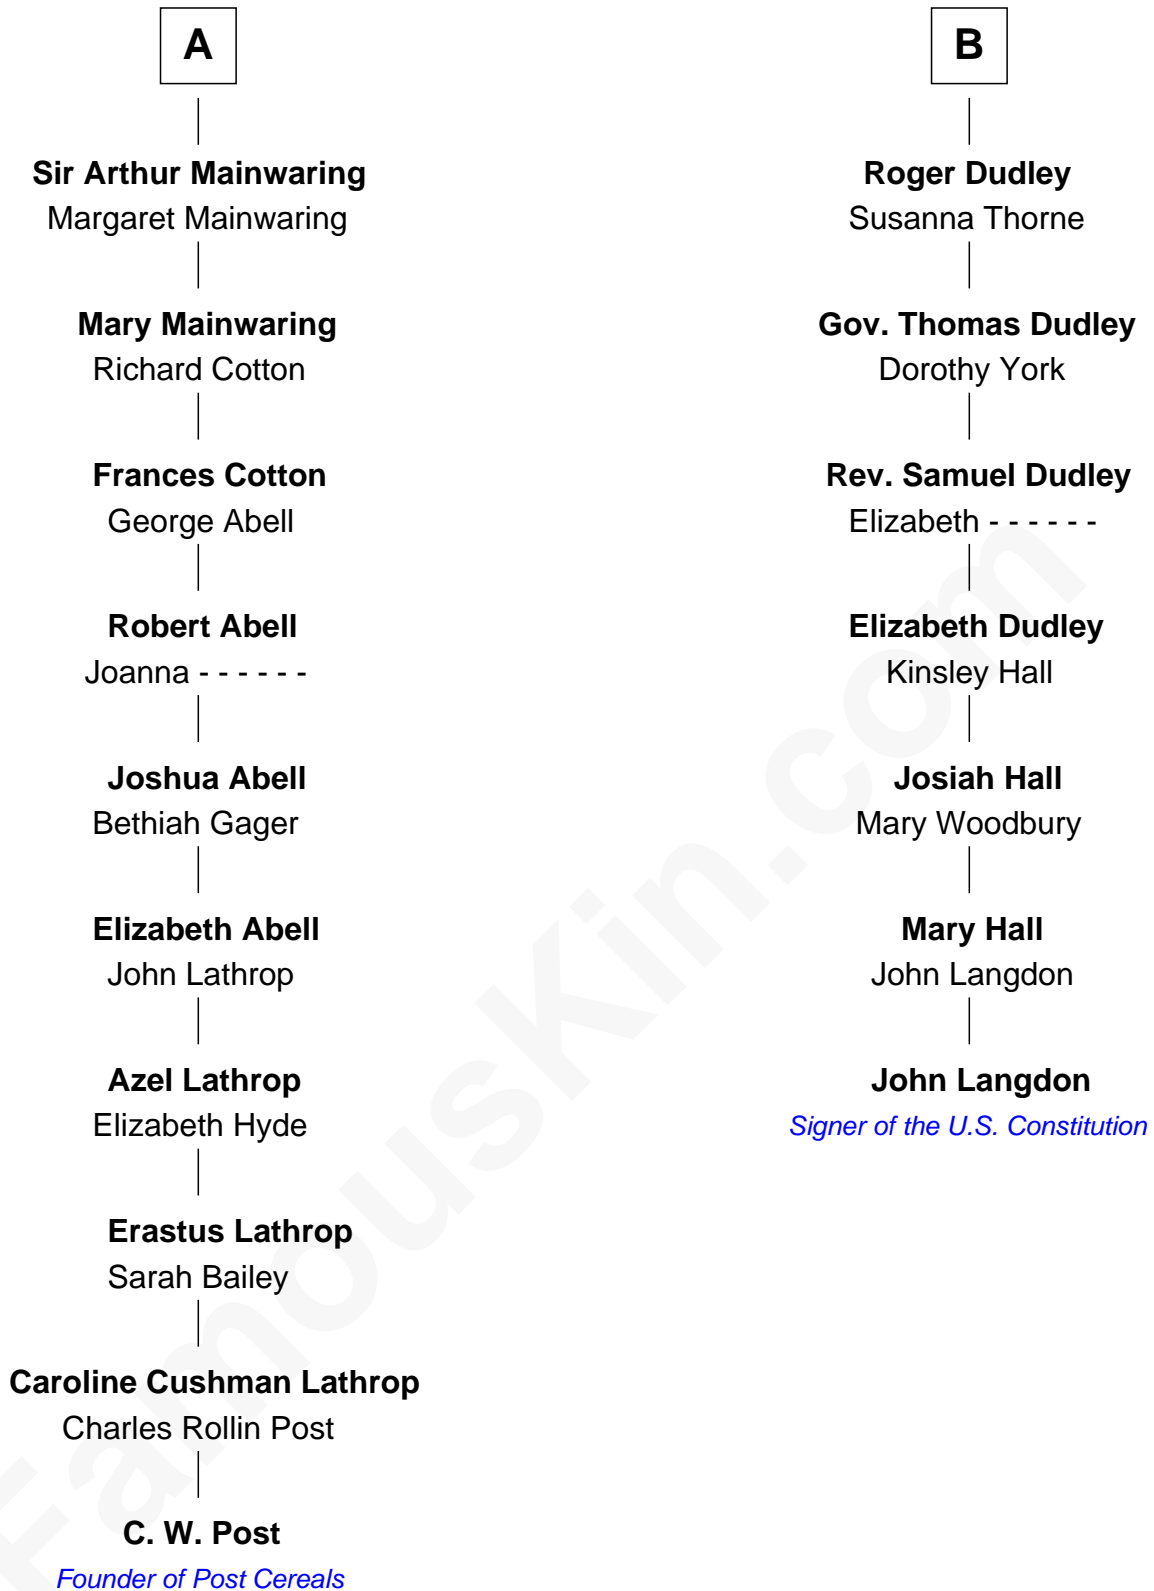 A
Sir Arthur Mainwaring
Margaret Mainwaring
Mary Mainwaring
Richard Cotton
Frances Cotton
George Abell
Robert Abell
Joanna - - - - - -
Joshua Abell
Bethiah Gager
Elizabeth Abell
John Lathrop
Azel Lathrop
Elizabeth Hyde
Erastus Lathrop
Sarah Bailey
Caroline Cushman Lathrop
Charles Rollin Post
C. W. Post
Founder of Post Cereals
B
Roger Dudley
Susanna Thorne
Gov. Thomas Dudley
Dorothy York
Rev. Samuel Dudley
Elizabeth - - - - - -
Elizabeth Dudley
Kinsley Hall
Josiah Hall
Mary Woodbury
Mary Hall
John Langdon
John Langdon
Signer of the U.S. Constitution
FamousKin.com